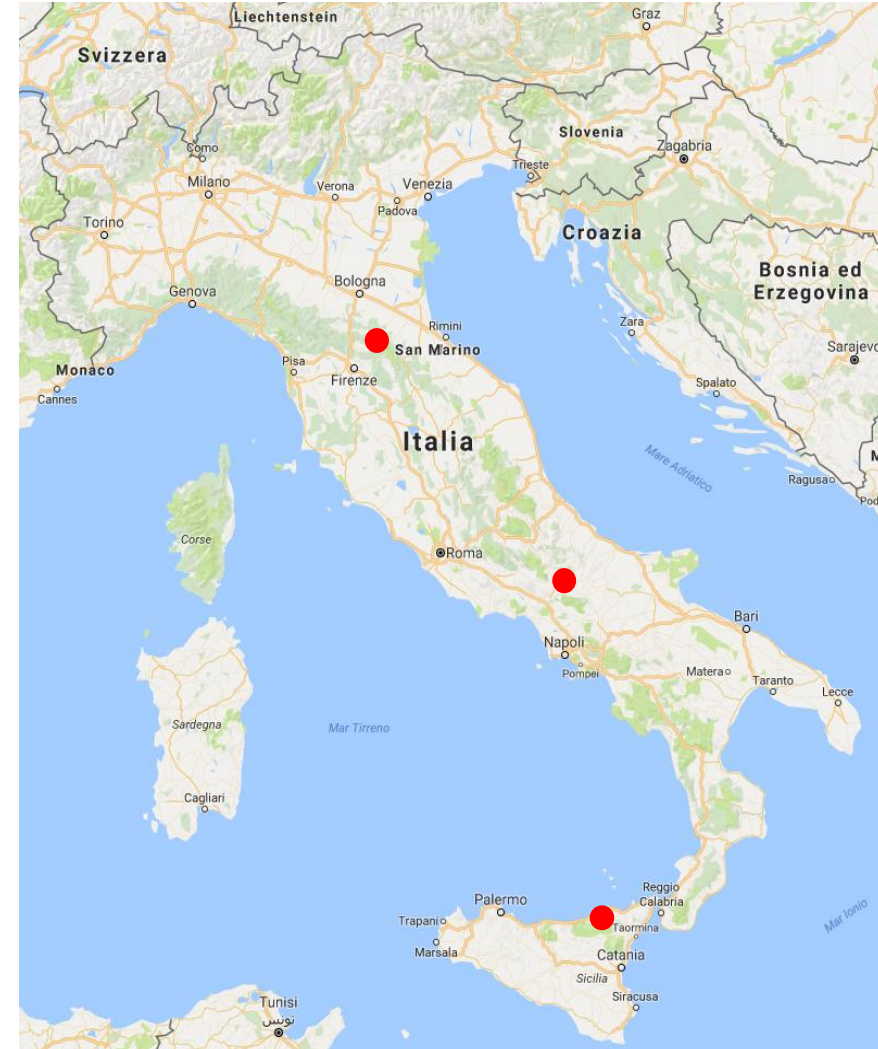 Liechtenstein
Graz
Svizzera
Slovenia
Zagabria
Como
Trieste
Milano
Verona
Venezia
Padova
Torino
Croazia
Bosnia ed
Erzegovina
Bologna
Genova
Rimini
Zara
Sarajevo
San Marino
Pisa
Monaco
Firenze
Spalato
Cannes
Italia
Mare Adriatico
M
Ragusa
Pod
Corse
Roma
Bari
Napoli
Pompei
Matera
Taranto
Lecce
Sardegna
Mar Tirreno
Cagliari
Reggio
Calabria
Palermo
Trapani
Taormina
Mar Ionio
Marsala
Catania
Sicilia
Siracusa
Tunisi
تونس